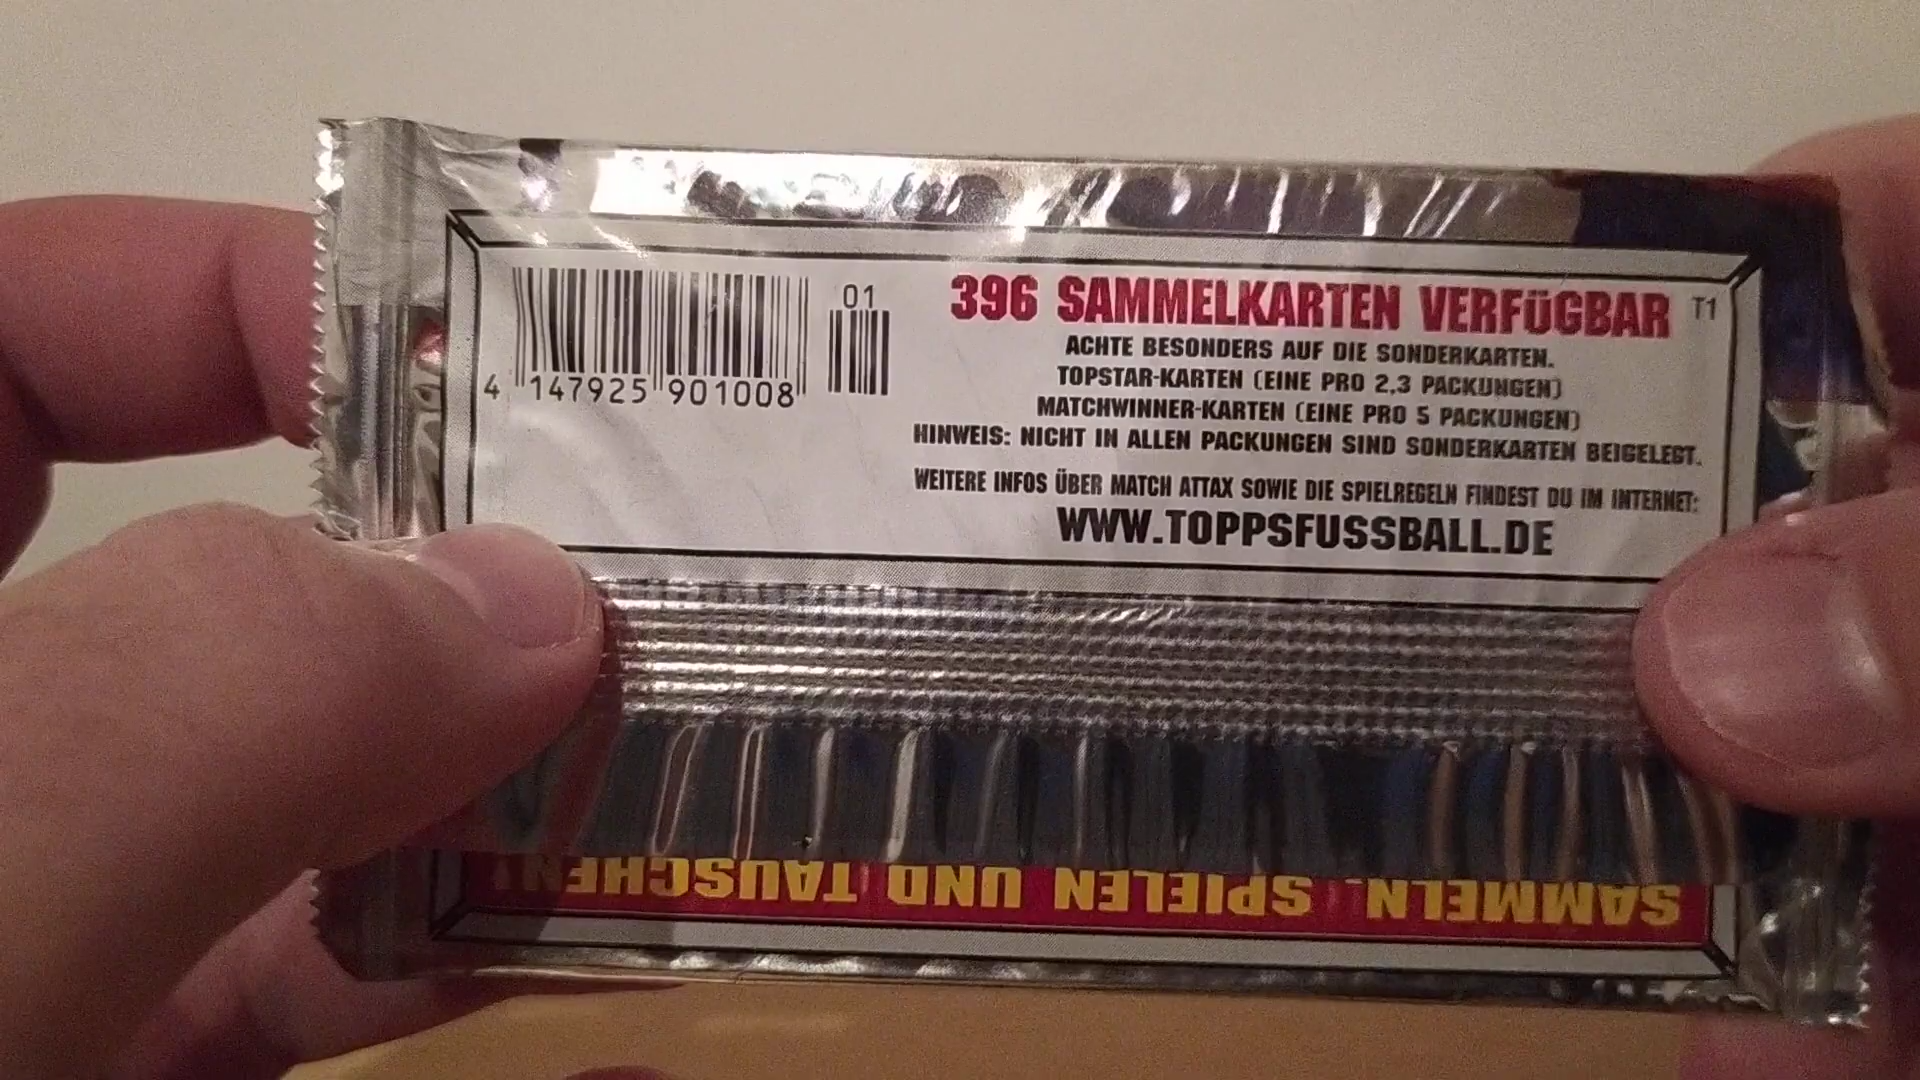 01
4 147925 901008
396 SAMMELKARTEN VERFÜGBAR T1
ACHTE BESONDERS AUF DIE SONDERKARTEN.
TOPSTAR-KARTEN (EINE PRO 2,3 PACKUNGEN)
MATCHWINNER-KARTEN (EINE PRO 5 PACKUNGEN)
HINWEIS: NICHT IN ALLEN PACKUNGEN SIND SONDERKARTEN BEIGELEGT.
WEITERE INFOS ÜBER MATCH ATTAX SOWIE DIE SPIELREGELN FINDEST DU IM INTERNET:
WWW.TOPPSFUSSBALL.DE
SAMMELN, SPIELEN UND TAUSCHEN!